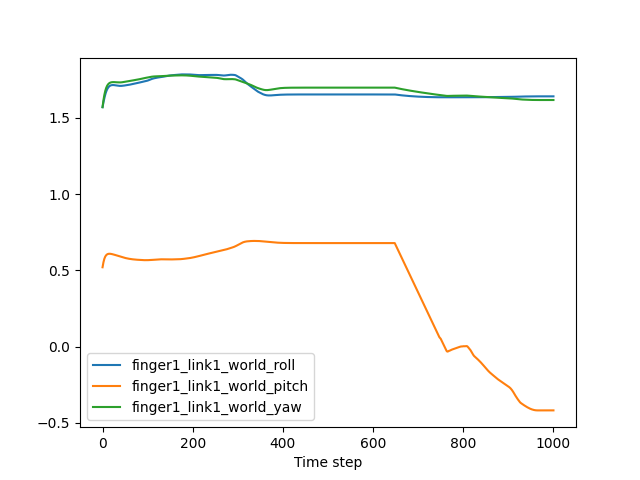 1.5
1.0
0.5
0.0
−0.5
finger1_link1_world_roll
finger1_link1_world_pitch
finger1_link1_world_yaw
0 200 400 600 800 1000
Time step